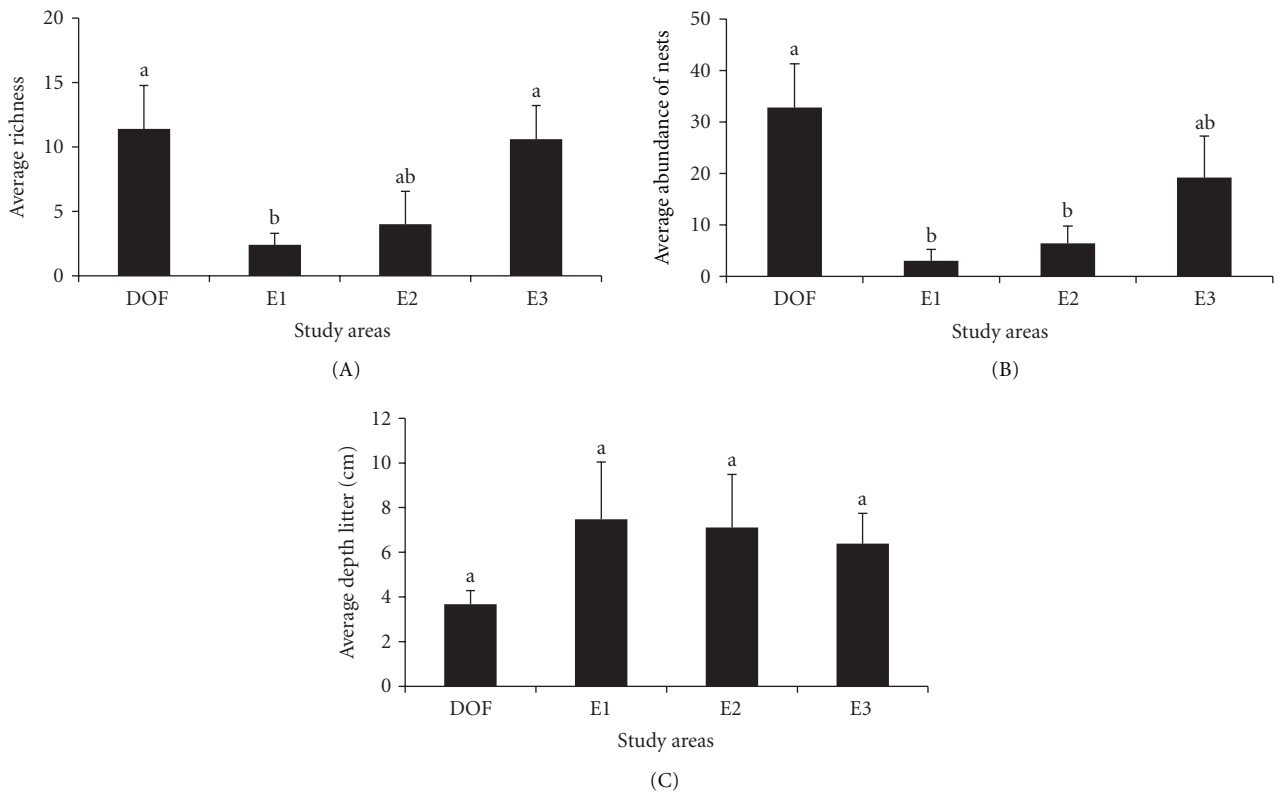 Average richness
20
15
10
5
0
a
b
ab
a
DOF E1 E2 E3
Study areas
(A)
Average abundance of nests
50
40
30
20
10
0
a
b
b
ab
DOF E1 E2 E3
Study areas
(B)
Average depth litter (cm)
12
10
8
6
4
2
0
a
a
a
a
DOF E1 E2 E3
Study areas
(C)